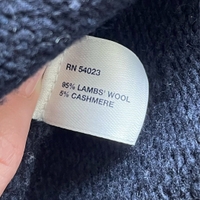 RN 54023
95% LAMBS' WOOL
5% CASHMERE